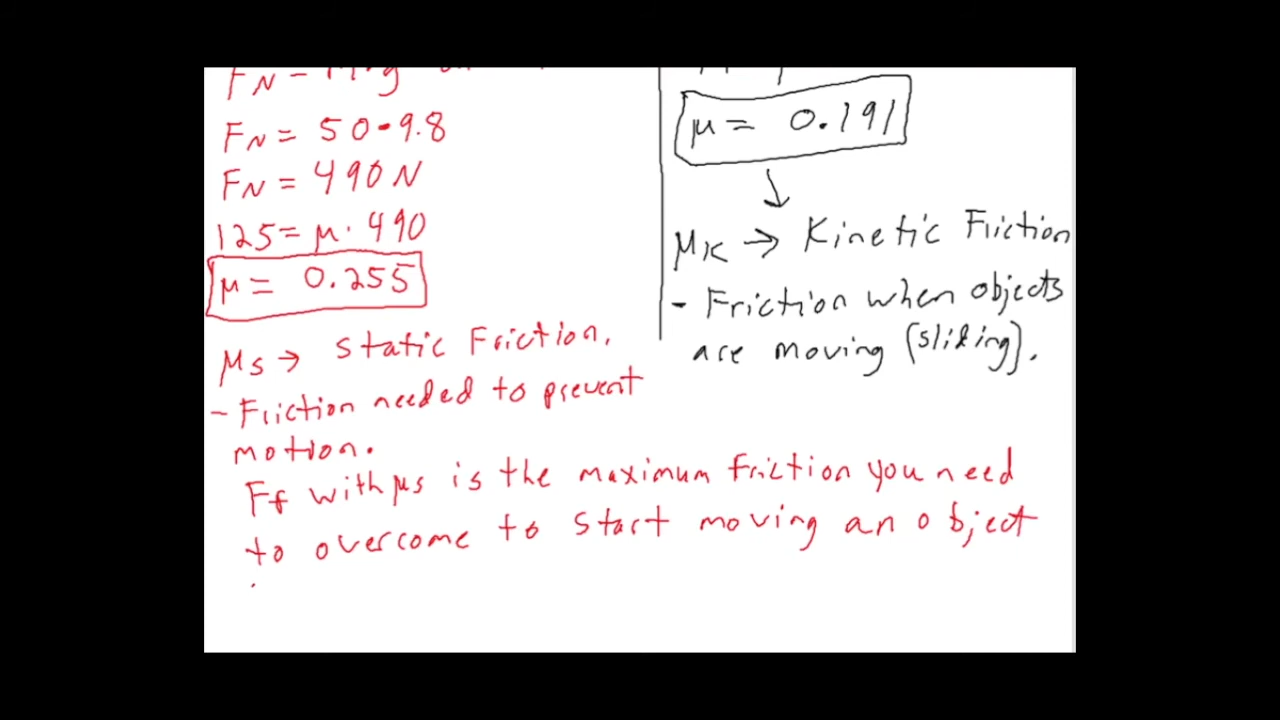 FN = 50•9.8
FN = 490 N
125 = μ · 490
μ = 0.255
μs → static Friction.
- Friction needed to prevent
motion.
Ff with μs is the maximum friction you need
to overcome to start moving an object
μ = 0.191
μK → Kinetic Friction
- Friction when objects
are moving (sliding).